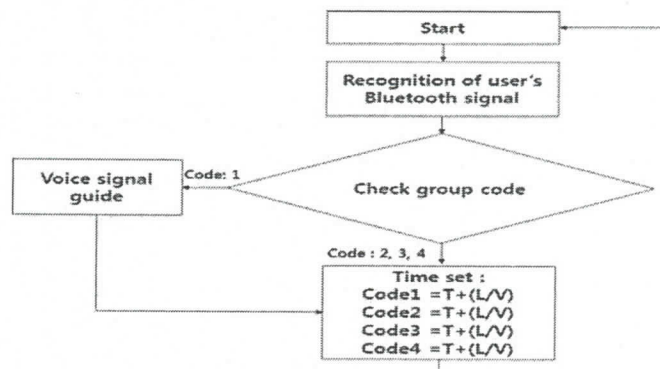 Start
Recognition of user's
Bluetooth signal
Check group code
Code: 1
Voice signal
guide
Code : 2, 3, 4
Time set :
Code1 =T+(L/V)
Code2 =T+(L/V)
Code3 =T+(L/V)
Code4 =T+(L/V)